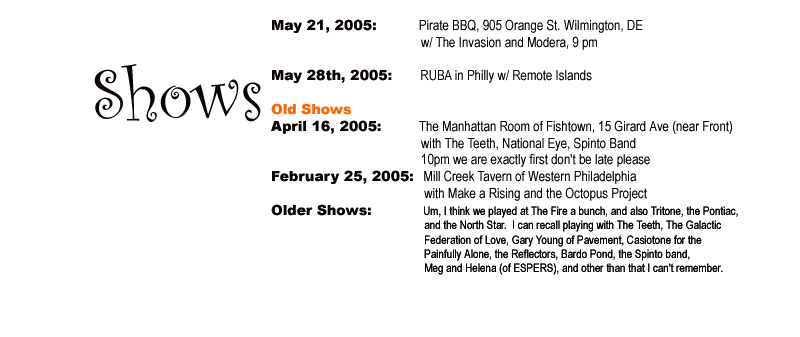 Shows
May 21, 2005: Pirate BBQ, 905 Orange St. Wilmington, DE
w/ The Invasion and Modera, 9 pm
May 28th, 2005: RUBA in Philly w/ Remote Islands
Old Shows
April 16, 2005: The Manhattan Room of Fishtown, 15 Girard Ave (near Front)
with The Teeth, National Eye, Spinto Band
10pm we are exactly first don't be late please
February 25, 2005: Mill Creek Tavern of Western Philadelphia
with Make a Rising and the Octopus Project
Older Shows: Um, I think we played at The Fire a bunch, and also Tritone, the Pontiac,
and the North Star. I can recall playing with The Teeth, The Galactic
Federation of Love, Gary Young of Pavement, Casiotone for the
Painfully Alone, the Reflectors, Bardo Pond, the Spinto band,
Meg and Helena (of ESPERS), and other than that I can't remember.